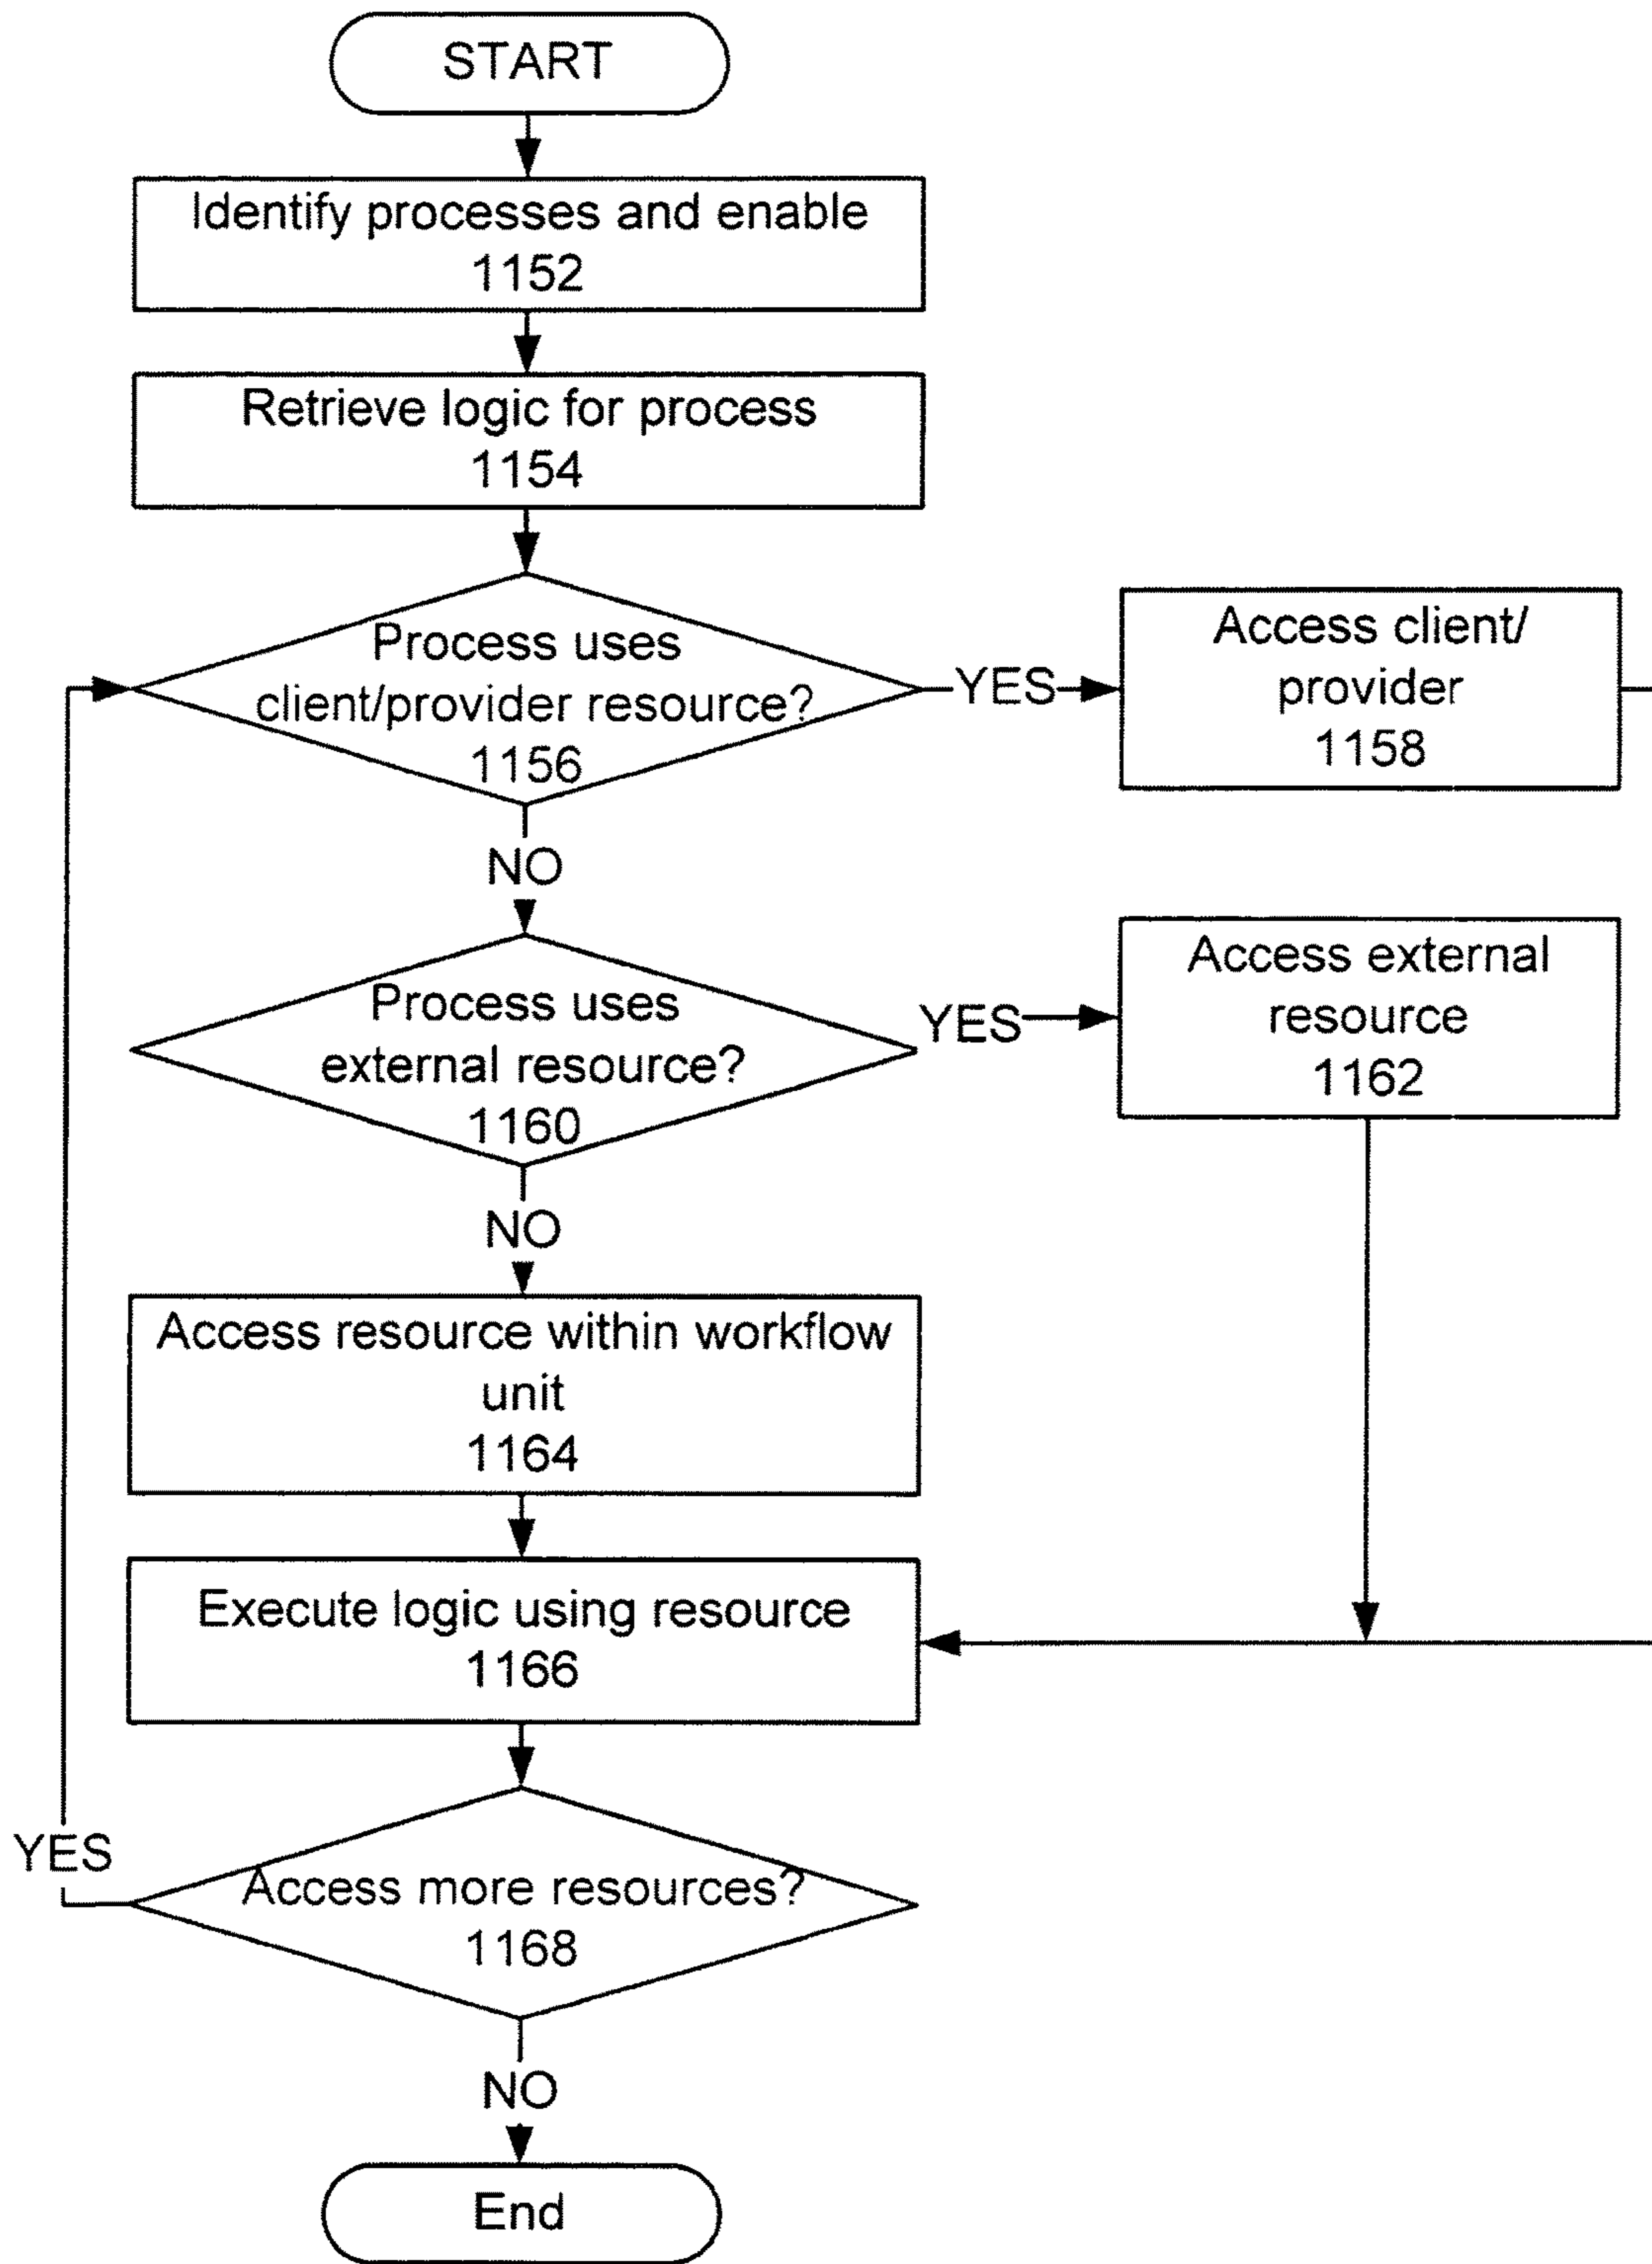 START
Identify processes and enable
1152
Retrieve logic for process
1154
Process uses
client/provider resource?
1156
YES
Access client/
provider
1158
NO
Process uses
external resource?
1160
YES
Access external
resource
1162
NO
Access resource within workflow
unit
1164
Execute logic using resource
1166
YES
Access more resources?
1168
NO
End